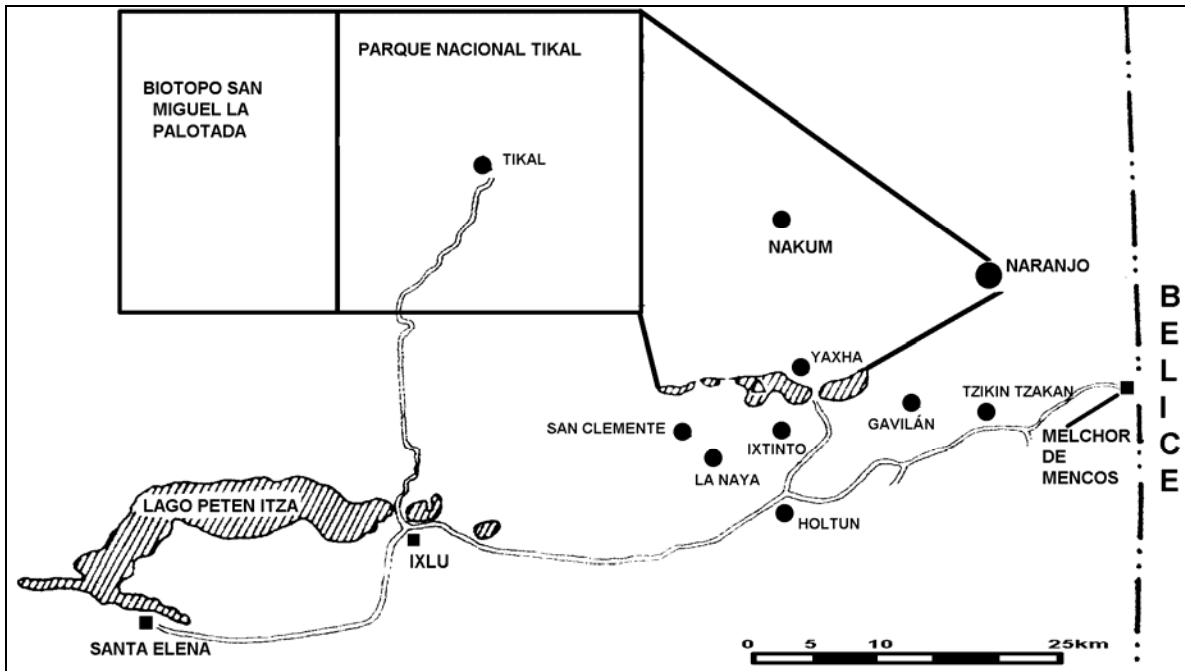 PARQUE NACIONAL TIKAL
BIOTOPO SAN
MIGUEL LA
PALOTADA
TIKAL
NAKUM
NARANJO
BELICE
YAXHA
TZIKIN TZAKAN
GAVILÁN
SAN CLEMENTE
IXTINTO
MELCHOR
DE
MENCOS
LA NAYA
LAGO PETEN ITZA
HOLTUN
IXLU
SANTA ELENA
0 5 10 25km